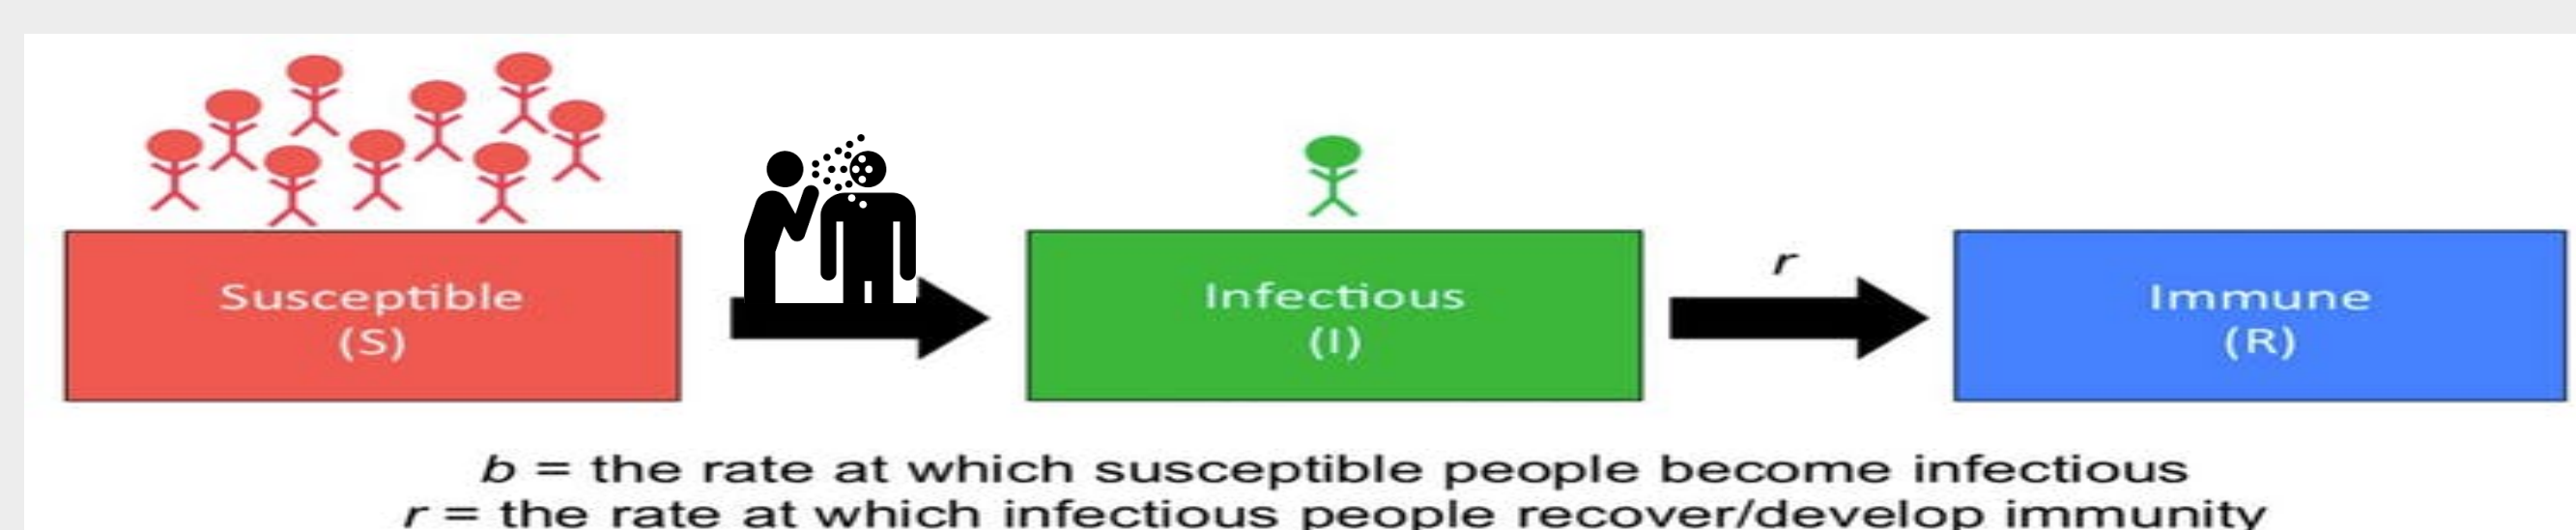 Susceptible
(S)
Infectious
(I)
r
Immune
(R)
b = the rate at which susceptible people become infectious
r = the rate at which infectious people recover/develop immunity